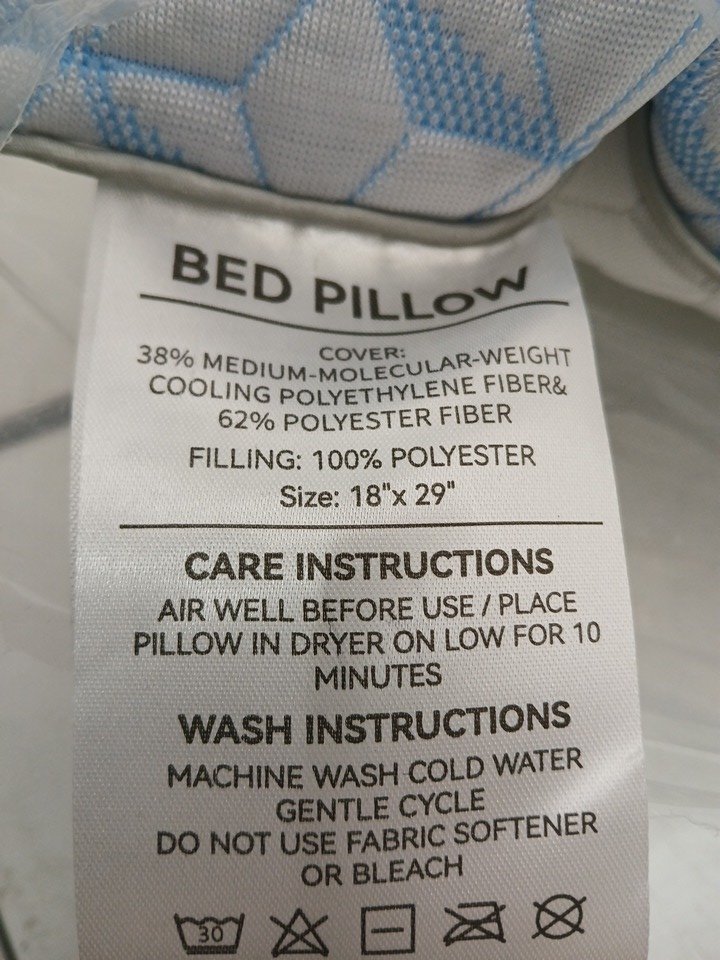 BED PILLOW
COVER:
38% MEDIUM-MOLECULAR-WEIGHT
COOLING POLYETHYLENE FIBER&
62% POLYESTER FIBER
FILLING: 100% POLYESTER
Size: 18"x 29"
CARE INSTRUCTIONS
AIR WELL BEFORE USE / PLACE
PILLOW IN DRYER ON LOW FOR 10
MINUTES
WASH INSTRUCTIONS
MACHINE WASH COLD WATER
GENTLE CYCLE
DO NOT USE FABRIC SOFTENER
OR BLEACH
30